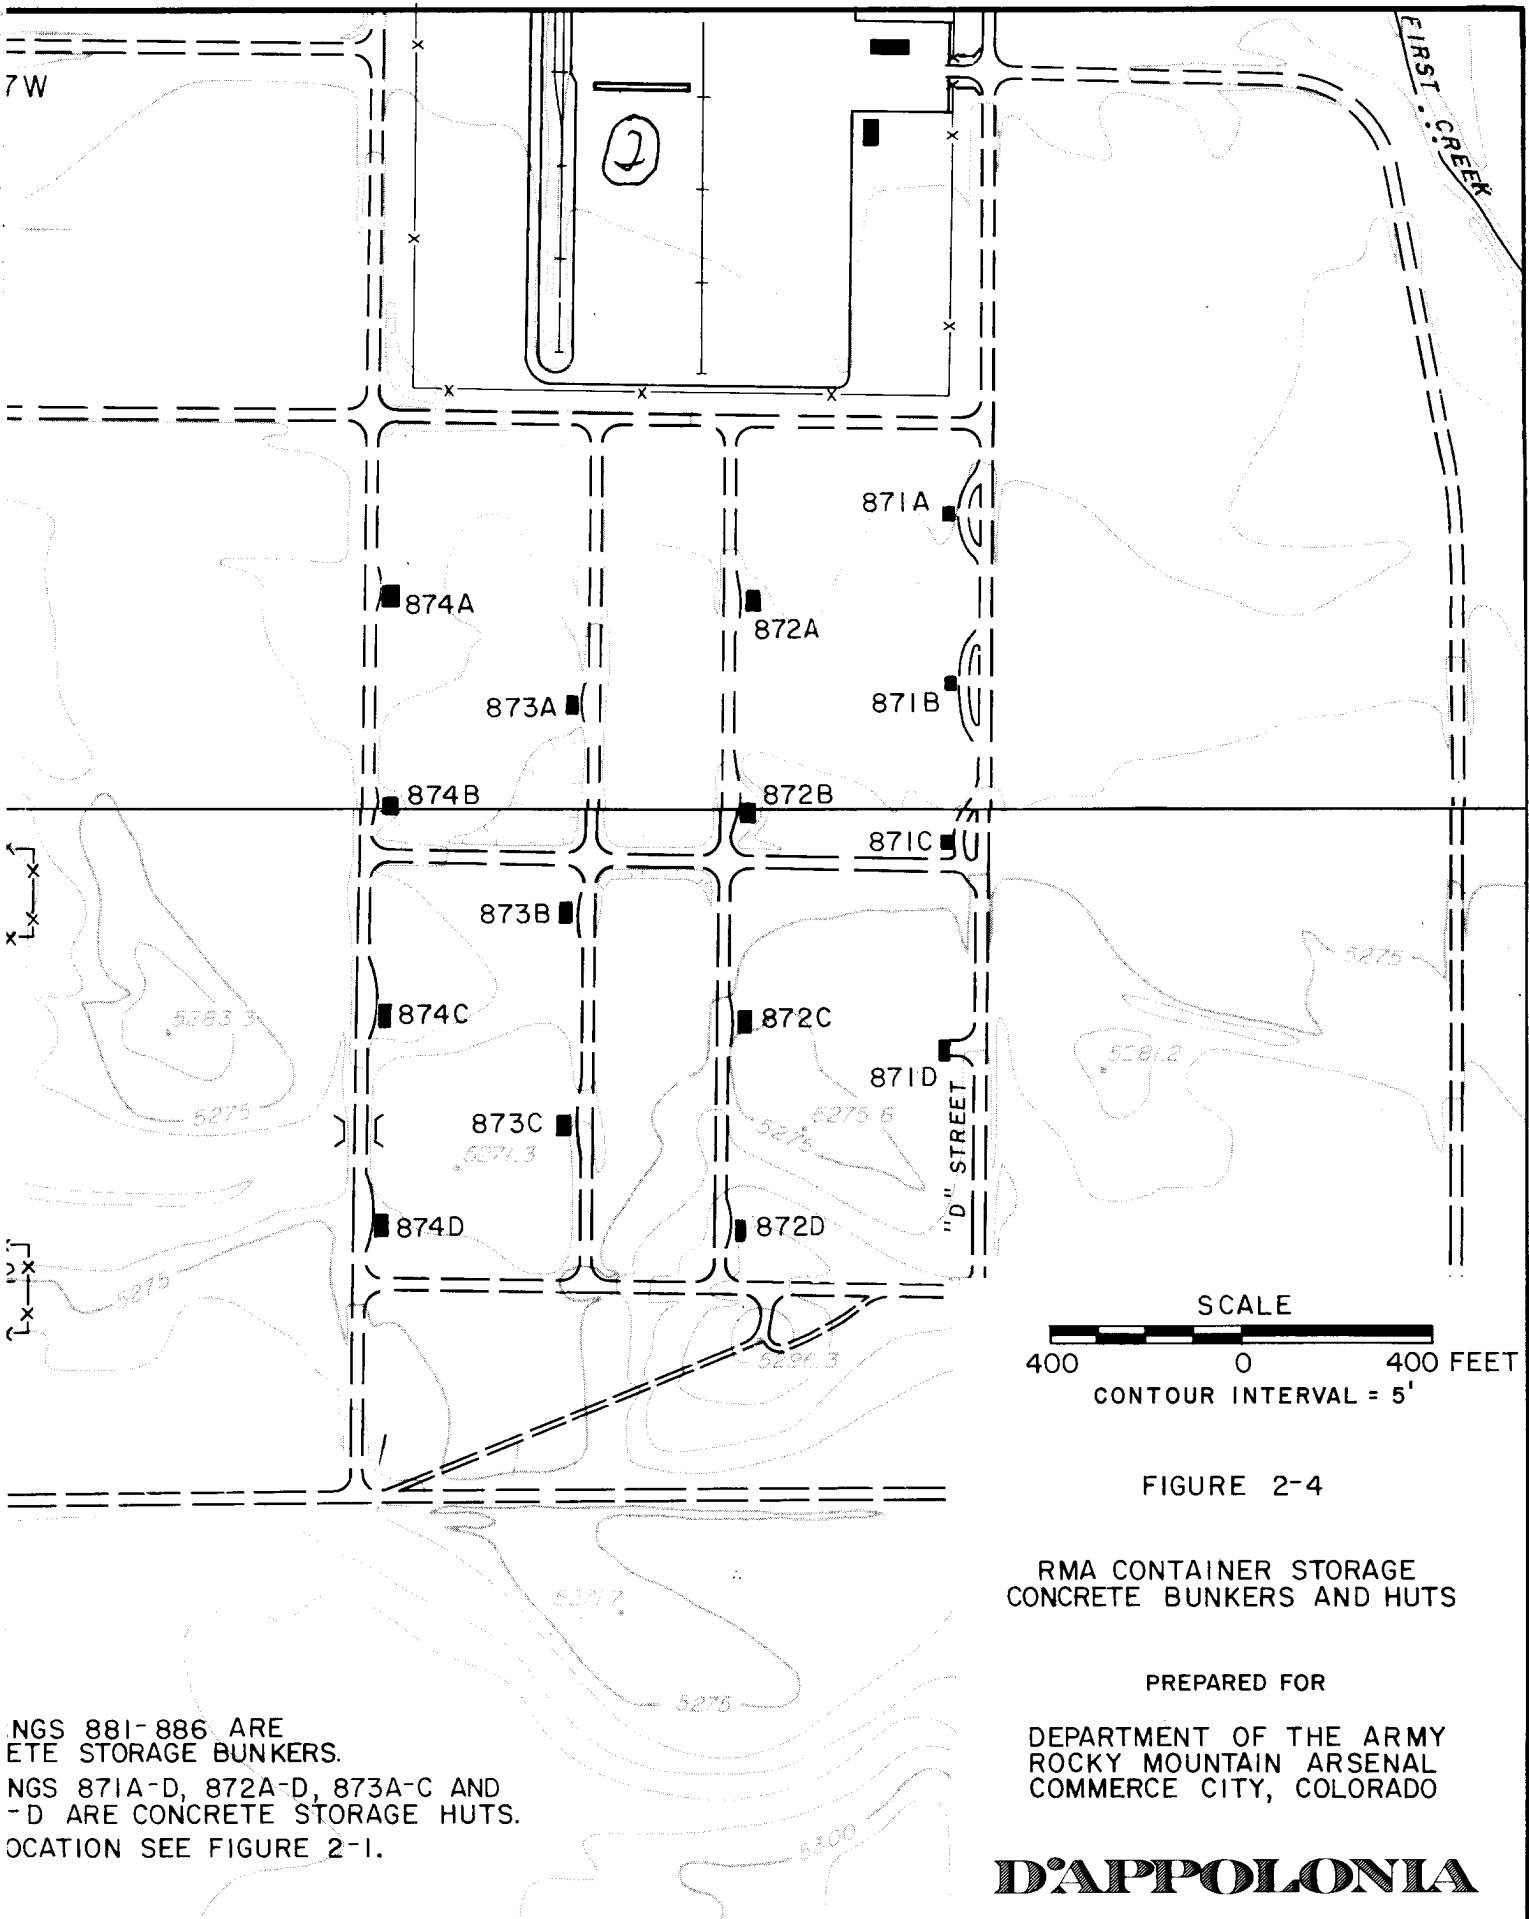 7W
2
FIRST CREEK
871A
874A
872A
873A
871B
874B
872B
871C
873B
5275
874C
872C
5283.3
5281.2
871D
5275
873C
5275.6
5275
5271.3
"D" STREET
874D
872D
5275
SCALE
400 0 400 FEET
CONTOUR INTERVAL = 5'
FIGURE 2-4
RMA CONTAINER STORAGE
CONCRETE BUNKERS AND HUTS
PREPARED FOR
5275
DEPARTMENT OF THE ARMY
ROCKY MOUNTAIN ARSENAL
COMMERCE CITY, COLORADO
NGS 881-886 ARE
ETE STORAGE BUNKERS.
NGS 871A-D, 872A-D, 873A-C AND
-D ARE CONCRETE STORAGE HUTS.
OCATION SEE FIGURE 2-1.
5300
D'APPOLONIA